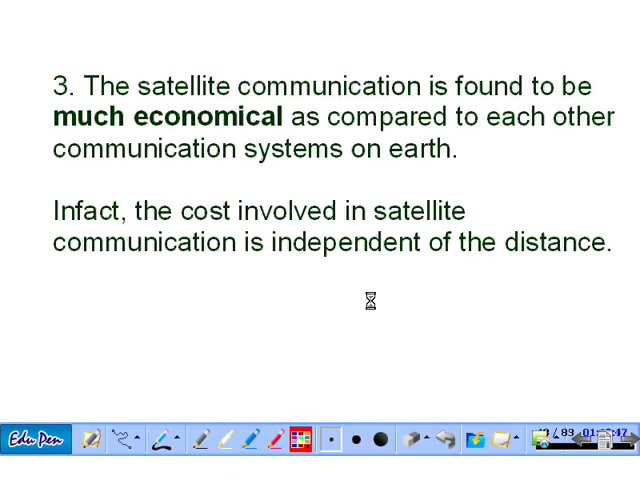 3. The satellite communication is found to be
much economical as compared to each other
communication systems on earth.
Infact, the cost involved in satellite
communication is independent of the distance.
Edu Pen
/ 83